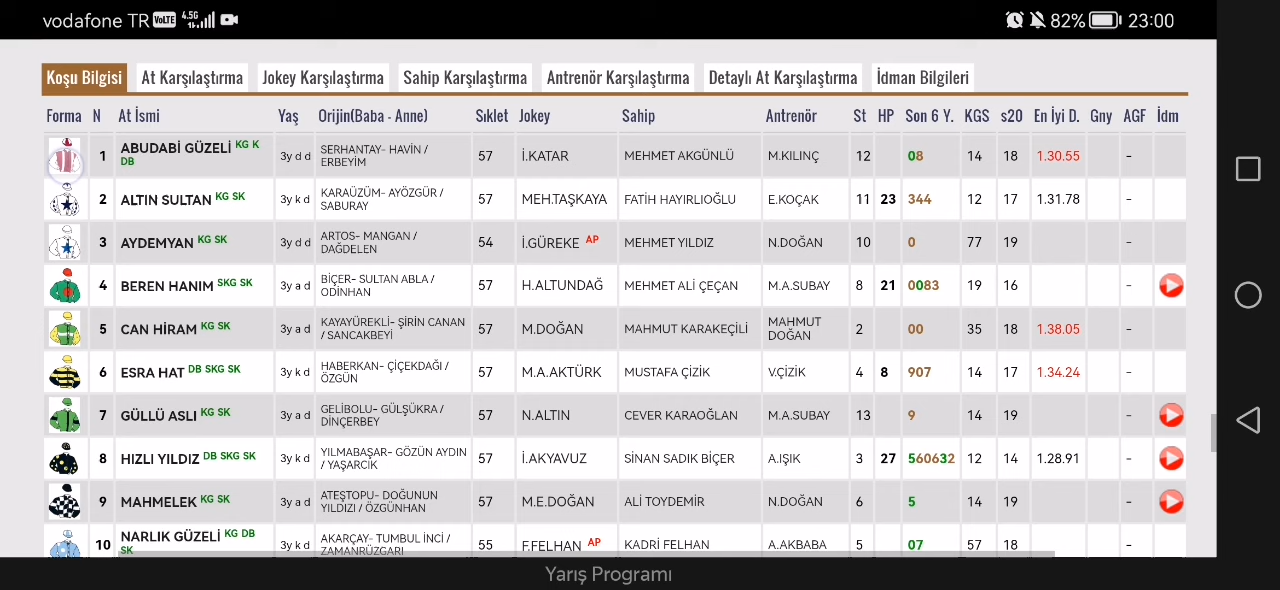 vodafone TR VoLTE 4.5G 82% 23:00
Koşu Bilgisi At Karşılaştırma Jokey Karşılaştırma Sahip Karşılaştırma Antrenör Karşılaştırma Detaylı At Karşılaştırma İdman Bilgileri
Forma N At İsmi Yaş Orijin(Baba - Anne) Sıklet Jokey Sahip Antrenör St HP Son 6 Y. KGS s20 En İyi D. Gny AGF İdm
1 ABUDABİ GÜZELİ KG K DB 3y d d SERHANTAY- HAVİN / ERBEYİM 57 İ.KATAR MEHMET AKGÜNLÜ M.KILINÇ 12 08 14 18 1.30.55 -
2 ALTIN SULTAN KG SK 3y k d KARAÜZÜM- AYÖZGÜR / SABURAY 57 MEH.TAŞKAYA FATİH HAYIRLIOĞLU E.KOÇAK 11 23 344 12 17 1.31.78 -
3 AYDEMYAN KG SK 3y d d ARTOS- MANGAN / DAĞDELEN 54 İ.GÜREKE AP MEHMET YILDIZ N.DOĞAN 10 0 77 19 -
4 BEREN HANIM SKG SK 3y a d BİÇER- SULTAN ABLA / ODİNHAN 57 H.ALTUNDAĞ MEHMET ALİ ÇEÇAN M.A.SUBAY 8 21 0083 19 16 -
5 CAN HİRAM KG SK 3y a d KAYAYÜREKLİ- ŞİRİN CANAN / SANCAKBEYİ 57 M.DOĞAN MAHMUT KARAKEÇİLİ MAHMUT DOĞAN 2 00 35 18 1.38.05 -
6 ESRA HAT DB SKG SK 3y k d HABERKAN- ÇİÇEKDAĞI / ÖZGÜN 57 M.A.AKTÜRK MUSTAFA ÇİZİK V.ÇİZİK 4 8 907 14 17 1.34.24 -
7 GÜLLÜ ASLI KG SK 3y a d GELİBOLU- GÜLŞÜKRA / DİNÇERBEY 57 N.ALTIN CEVER KARAOĞLAN M.A.SUBAY 13 9 14 19 -
8 HIZLI YILDIZ DB SKG SK 3y k d YILMABAŞAR- GÖZÜN AYDIN / YAŞARCİK 57 İ.AKYAVUZ SİNAN SADIK BİÇER A.IŞIK 3 27 560632 12 14 1.28.91 -
9 MAHMELEK KG SK 3y a d ATEŞTOPU- DOĞUNUN YILDIZI / ÖZGÜNHAN 57 M.E.DOĞAN ALİ TOYDEMİR N.DOĞAN 6 5 14 19 -
10 NARLIK GÜZELİ KG DB SK 3y k d AKARÇAY- TUMBUL İNCİ / ZAMANRÜZGARI 55 F.FELHAN AP KADRİ FELHAN A.AKBABA 5 07 57 18 -
Yarış Programı